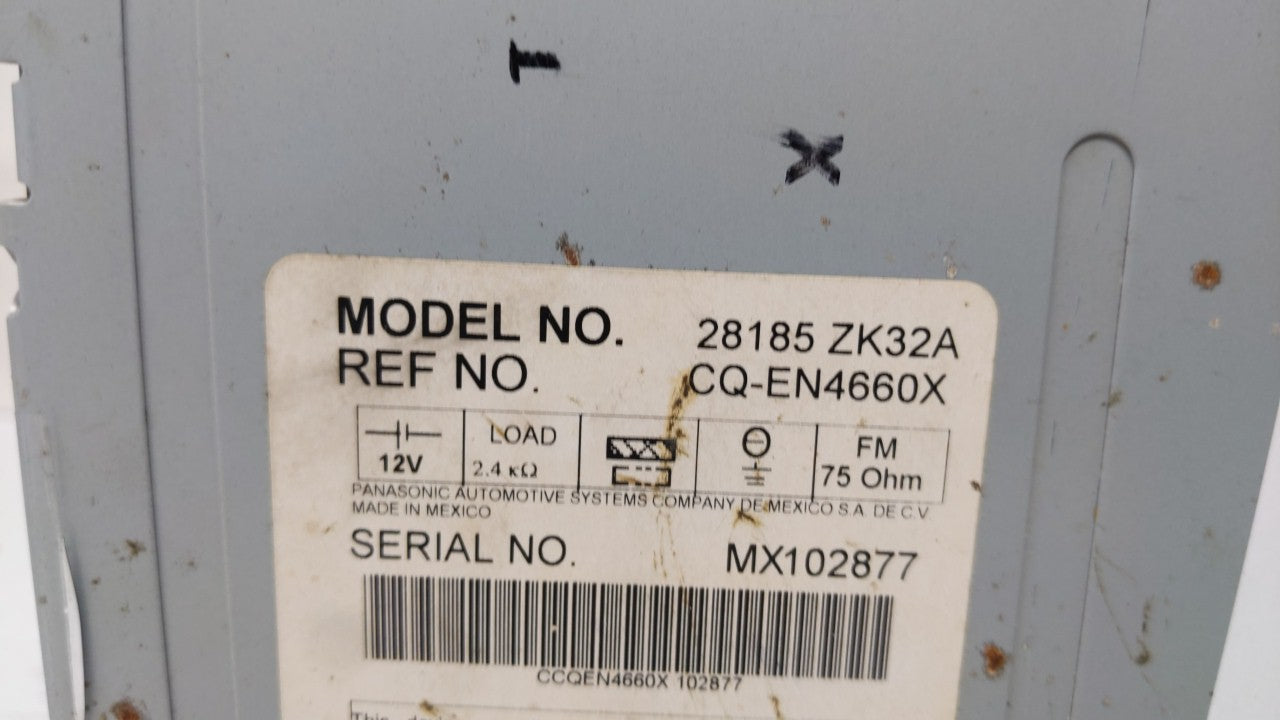 T
X
MODEL NO. 28185 ZK32A
REF NO. CQ-EN4660X
12V
LOAD
2.4 kΩ
FM
75 Ohm
PANASONIC AUTOMOTIVE SYSTEMS COMPANY DE MEXICO S.A. DE C.V.
MADE IN MEXICO
SERIAL NO. MX102877
CCQEN4660X 102877
This